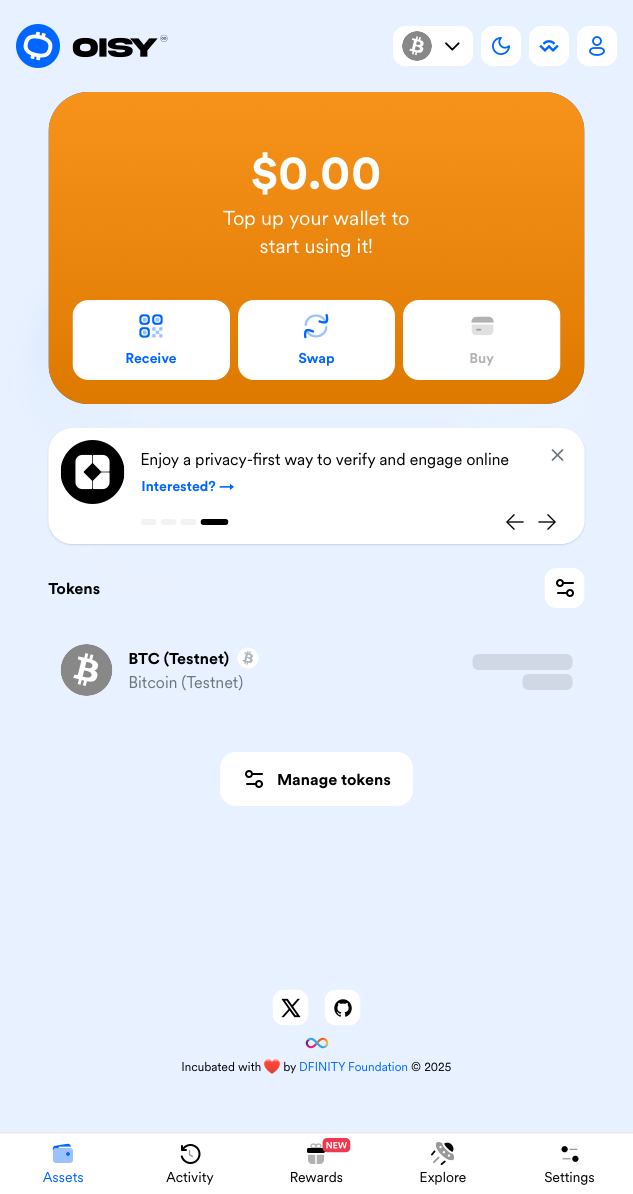 OISY
$0.00
Top up your wallet to
start using it!
Receive
Swap
Buy
Enjoy a privacy-first way to verify and engage online
Interested? →
Tokens
BTC (Testnet)
Bitcoin (Testnet)
Manage tokens
Incubated with ❤️ by DFINITY Foundation © 2025
NEW
Assets
Activity
Rewards
Explore
Settings